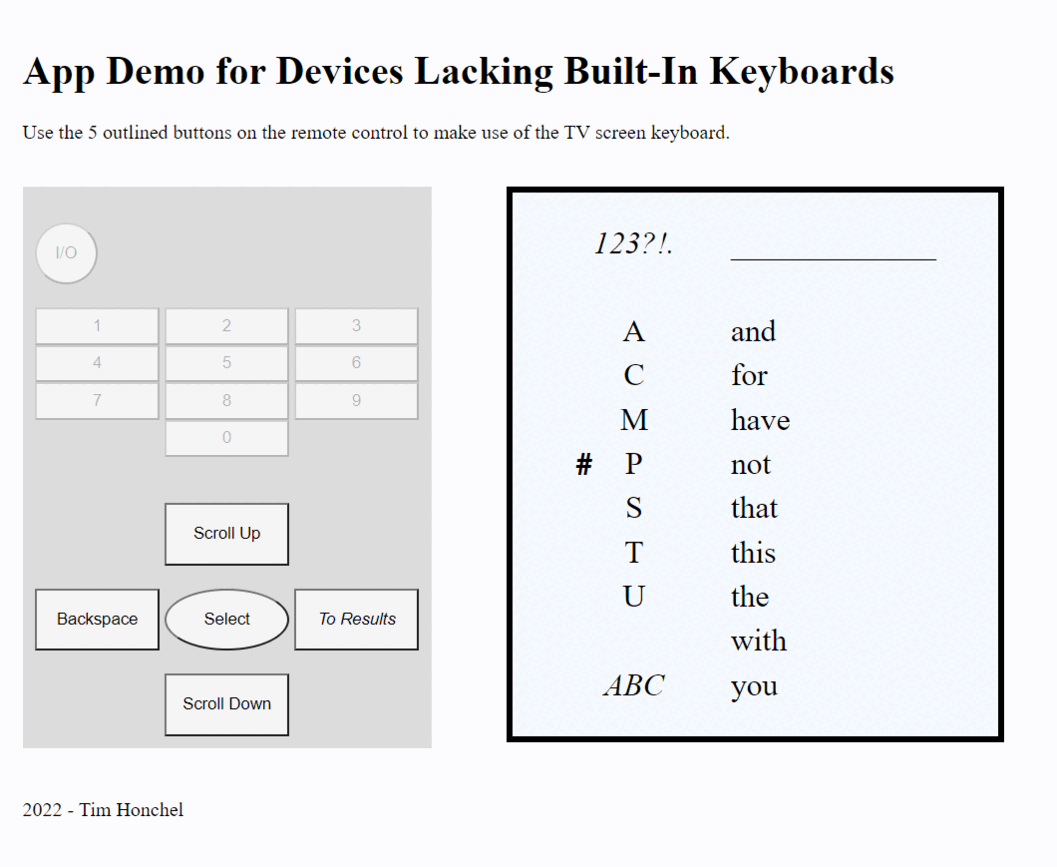 App Demo for Devices Lacking Built-In Keyboards
Use the 5 outlined buttons on the remote control to make use of the TV screen keyboard.
I/O
1 2 3
4 5 6
7 8 9
0
Scroll Up
Backspace Select To Results
Scroll Down
123?!.
A and
C for
M have
# P not
S that
T this
U the
with
ABC you
2022 - Tim Honchel